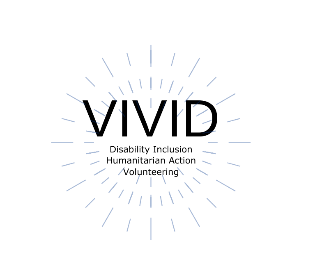 VIVID
Disability Inclusion
Humanitarian Action
Volunteering